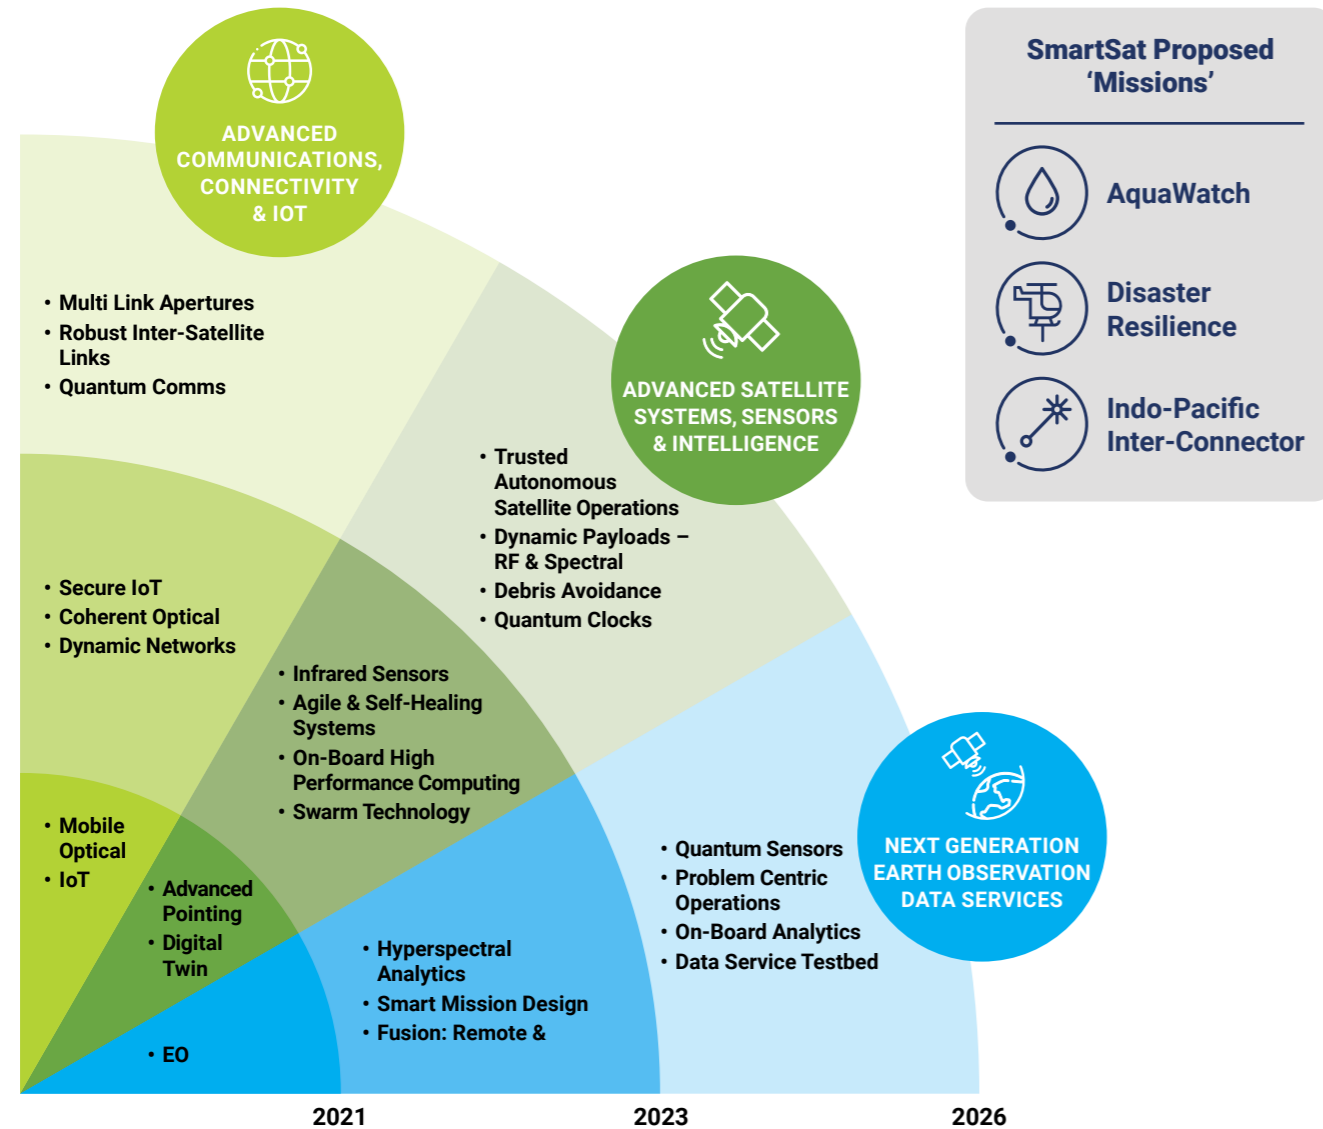 ADVANCED
COMMUNICATIONS,
CONNECTIVITY
& IOT
• Multi Link Apertures
• Robust Inter-Satellite
Links
• Quantum Comms
• Secure IoT
• Coherent Optical
• Dynamic Networks
• Mobile
Optical
• IoT
ADVANCED SATELLITE
SYSTEMS, SENSORS
& INTELLIGENCE
• Trusted
Autonomous
Satellite Operations
• Dynamic Payloads –
RF & Spectral
• Debris Avoidance
• Quantum Clocks
• Infrared Sensors
• Agile & Self-Healing
Systems
• On-Board High
Performance Computing
• Swarm Technology
• Advanced
Pointing
• Digital
Twin
NEXT GENERATION
EARTH OBSERVATION
DATA SERVICES
• Quantum Sensors
• Problem Centric
Operations
• On-Board Analytics
• Data Service Testbed
• Hyperspectral
Analytics
• Smart Mission Design
• Fusion: Remote &
• EO
2021
2023
2026
SmartSat Proposed
‘Missions’
AquaWatch
Disaster
Resilience
Indo-Pacific
Inter-Connector